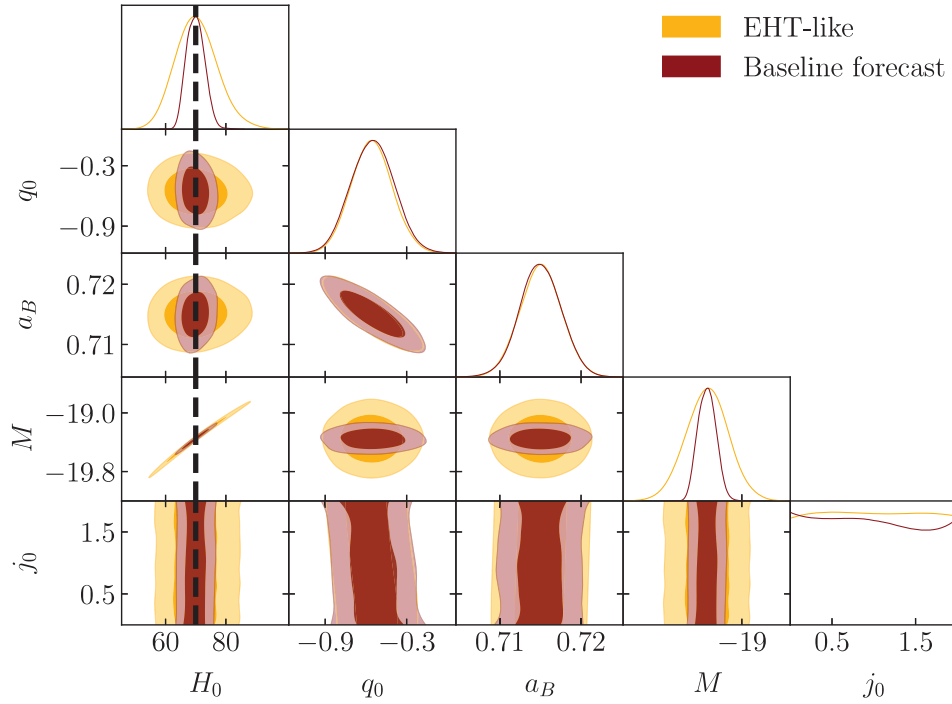 EHT-like
Baseline forecast
−0.3
−0.9
q₀
0.72
0.71
a_B
−19.0
−19.8
M
1.5
0.5
j₀
60 80 −0.9 −0.3 0.71 0.72 −19 0.5 1.5
H₀ q₀ a_B M j₀